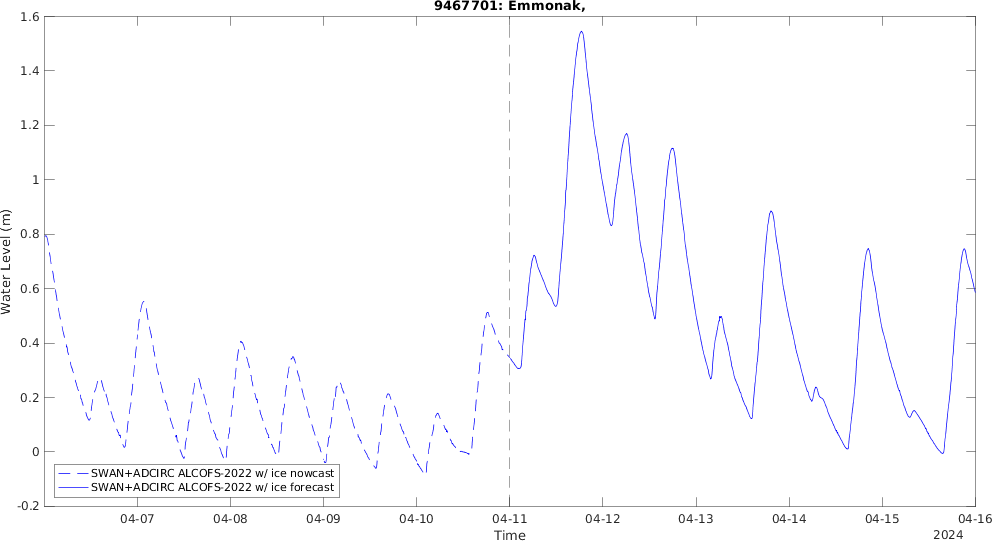 9467701: Emmonak,
Water Level (m)
1.6
1.4
1.2
1
0.8
0.6
0.4
0.2
0
-0.2
SWAN+ADCIRC ALCOFS-2022 w/ ice nowcast
SWAN+ADCIRC ALCOFS-2022 w/ ice forecast
04-07 04-08 04-09 04-10 04-11 04-12 04-13 04-14 04-15 04-16
Time
2024